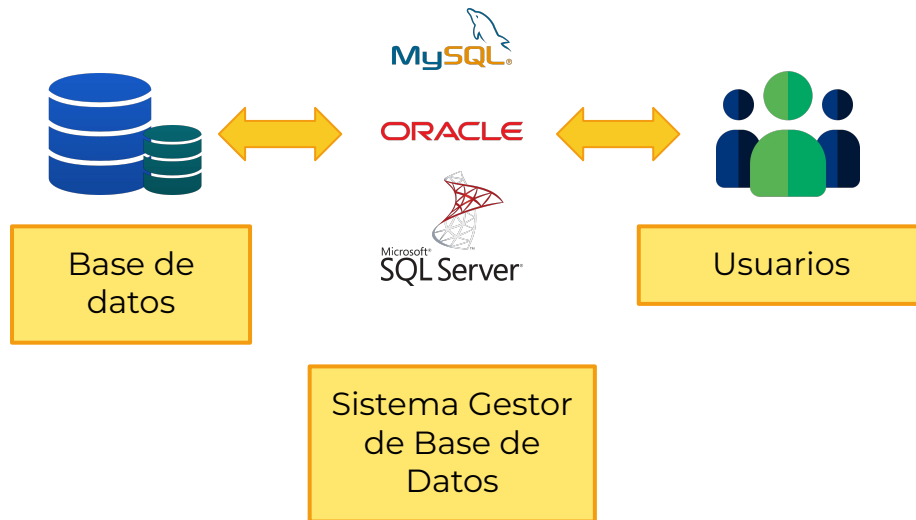 MySQL®
ORACLE
Microsoft®
SQL Server®
Base de
datos
Usuarios
Sistema Gestor
de Base de
Datos